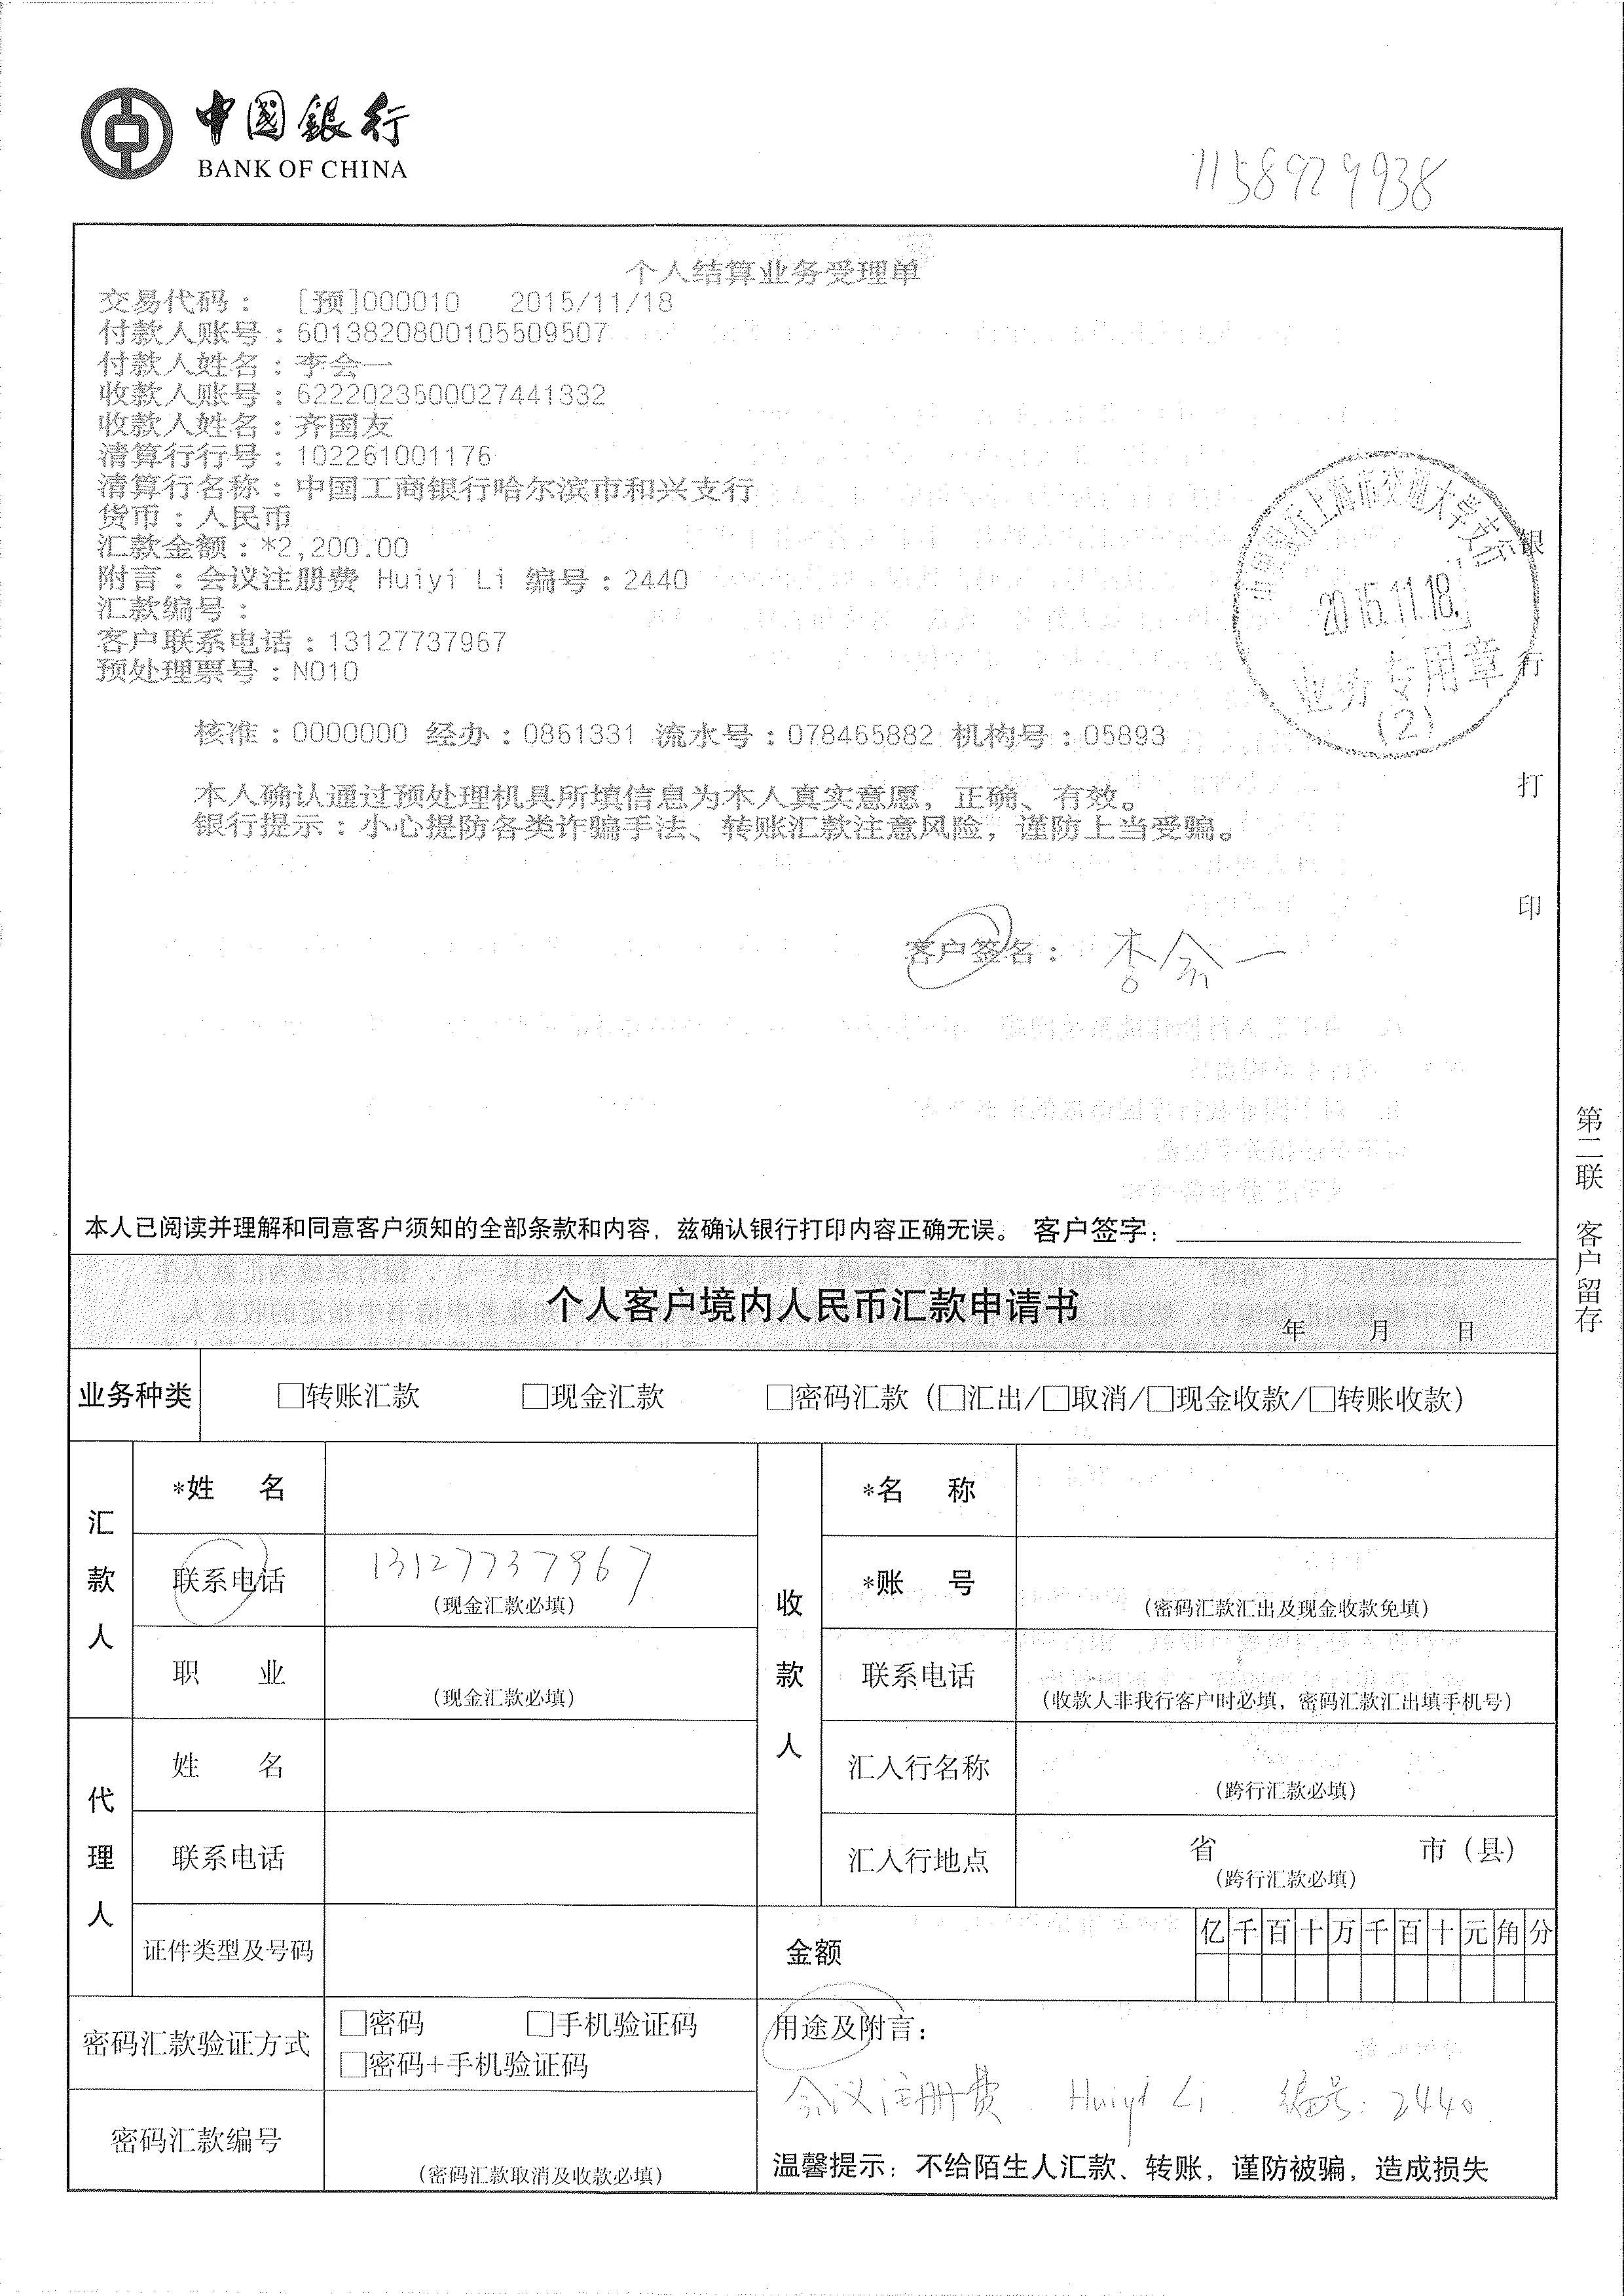 中國銀行
BANK OF CHINA
1158929938
个人结算业务受理单
交易代码： [预]000010 2015/11/18
付款人账号：6013820800105509507
付款人姓名：李会一
收款人账号：6222023500027441332
收款人姓名：齐国友
清算行行号：102261001176
清算行名称：中国工商银行哈尔滨市和兴支行
货币：人民币
汇款金额：*2,200.00
附言：会议注册费 Huiyi Li 编号：2440
汇款编号：
客户联系电话：13127737967
预处理票号：N010
中国银行上海市交通大学支行
2015.11.18
业务专用章
(2)
银行打印
核准：0000000 经办：0861331 流水号：078465882 机构号：05893
本人确认通过预处理机具所填信息为本人真实意愿，正确、有效。
银行提示：小心提防各类诈骗手法、转账汇款注意风险，谨防上当受骗。
客户签名：李会一
第二联 客户留存
本人已阅读并理解和同意客户须知的全部条款和内容，兹确认银行打印内容正确无误。 客户签字：
个人客户境内人民币汇款申请书
年 月 日
业务种类 □转账汇款 □现金汇款 □密码汇款（□汇出/□取消/□现金收款/□转账收款）
汇款人
*姓 名
联系电话 13127737967
（现金汇款必填）
职 业
（现金汇款必填）
代理人
姓 名
联系电话
证件类型及号码
收款人
*名 称
*账 号
（密码汇款汇出及现金收款免填）
联系电话
（收款人非我行客户时必填，密码汇款汇出填手机号）
汇入行名称
（跨行汇款必填）
汇入行地点 省 市（县）
（跨行汇款必填）
金额 亿千百十万千百十元角分
密码汇款验证方式 □密码 □手机验证码
□密码+手机验证码
密码汇款编号
（密码汇款取消及收款必填）
用途及附言：
会议注册费. Huiyi Li. 编号: 2440.
温馨提示：不给陌生人汇款、转账，谨防被骗，造成损失